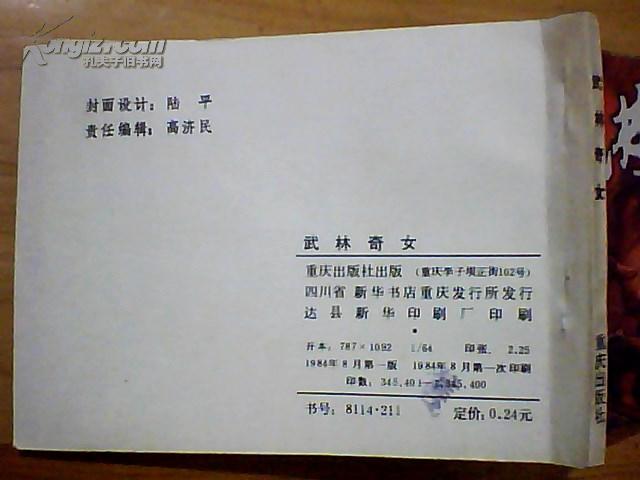 Kongfz.com
孔夫子旧书网
封面设计：陆 平
责任编辑：高济民
武林奇女
重庆出版社出版 （重庆李子坝正街102号）
四川省 新华书店重庆发行所发行
达县新华印刷厂印刷
开本：787×1092 1/64 印张 2.25
1984年8月第一版 1984年8月第一次印刷
书号：8114·211 定价：0.24元
武林奇女
重庆出版社